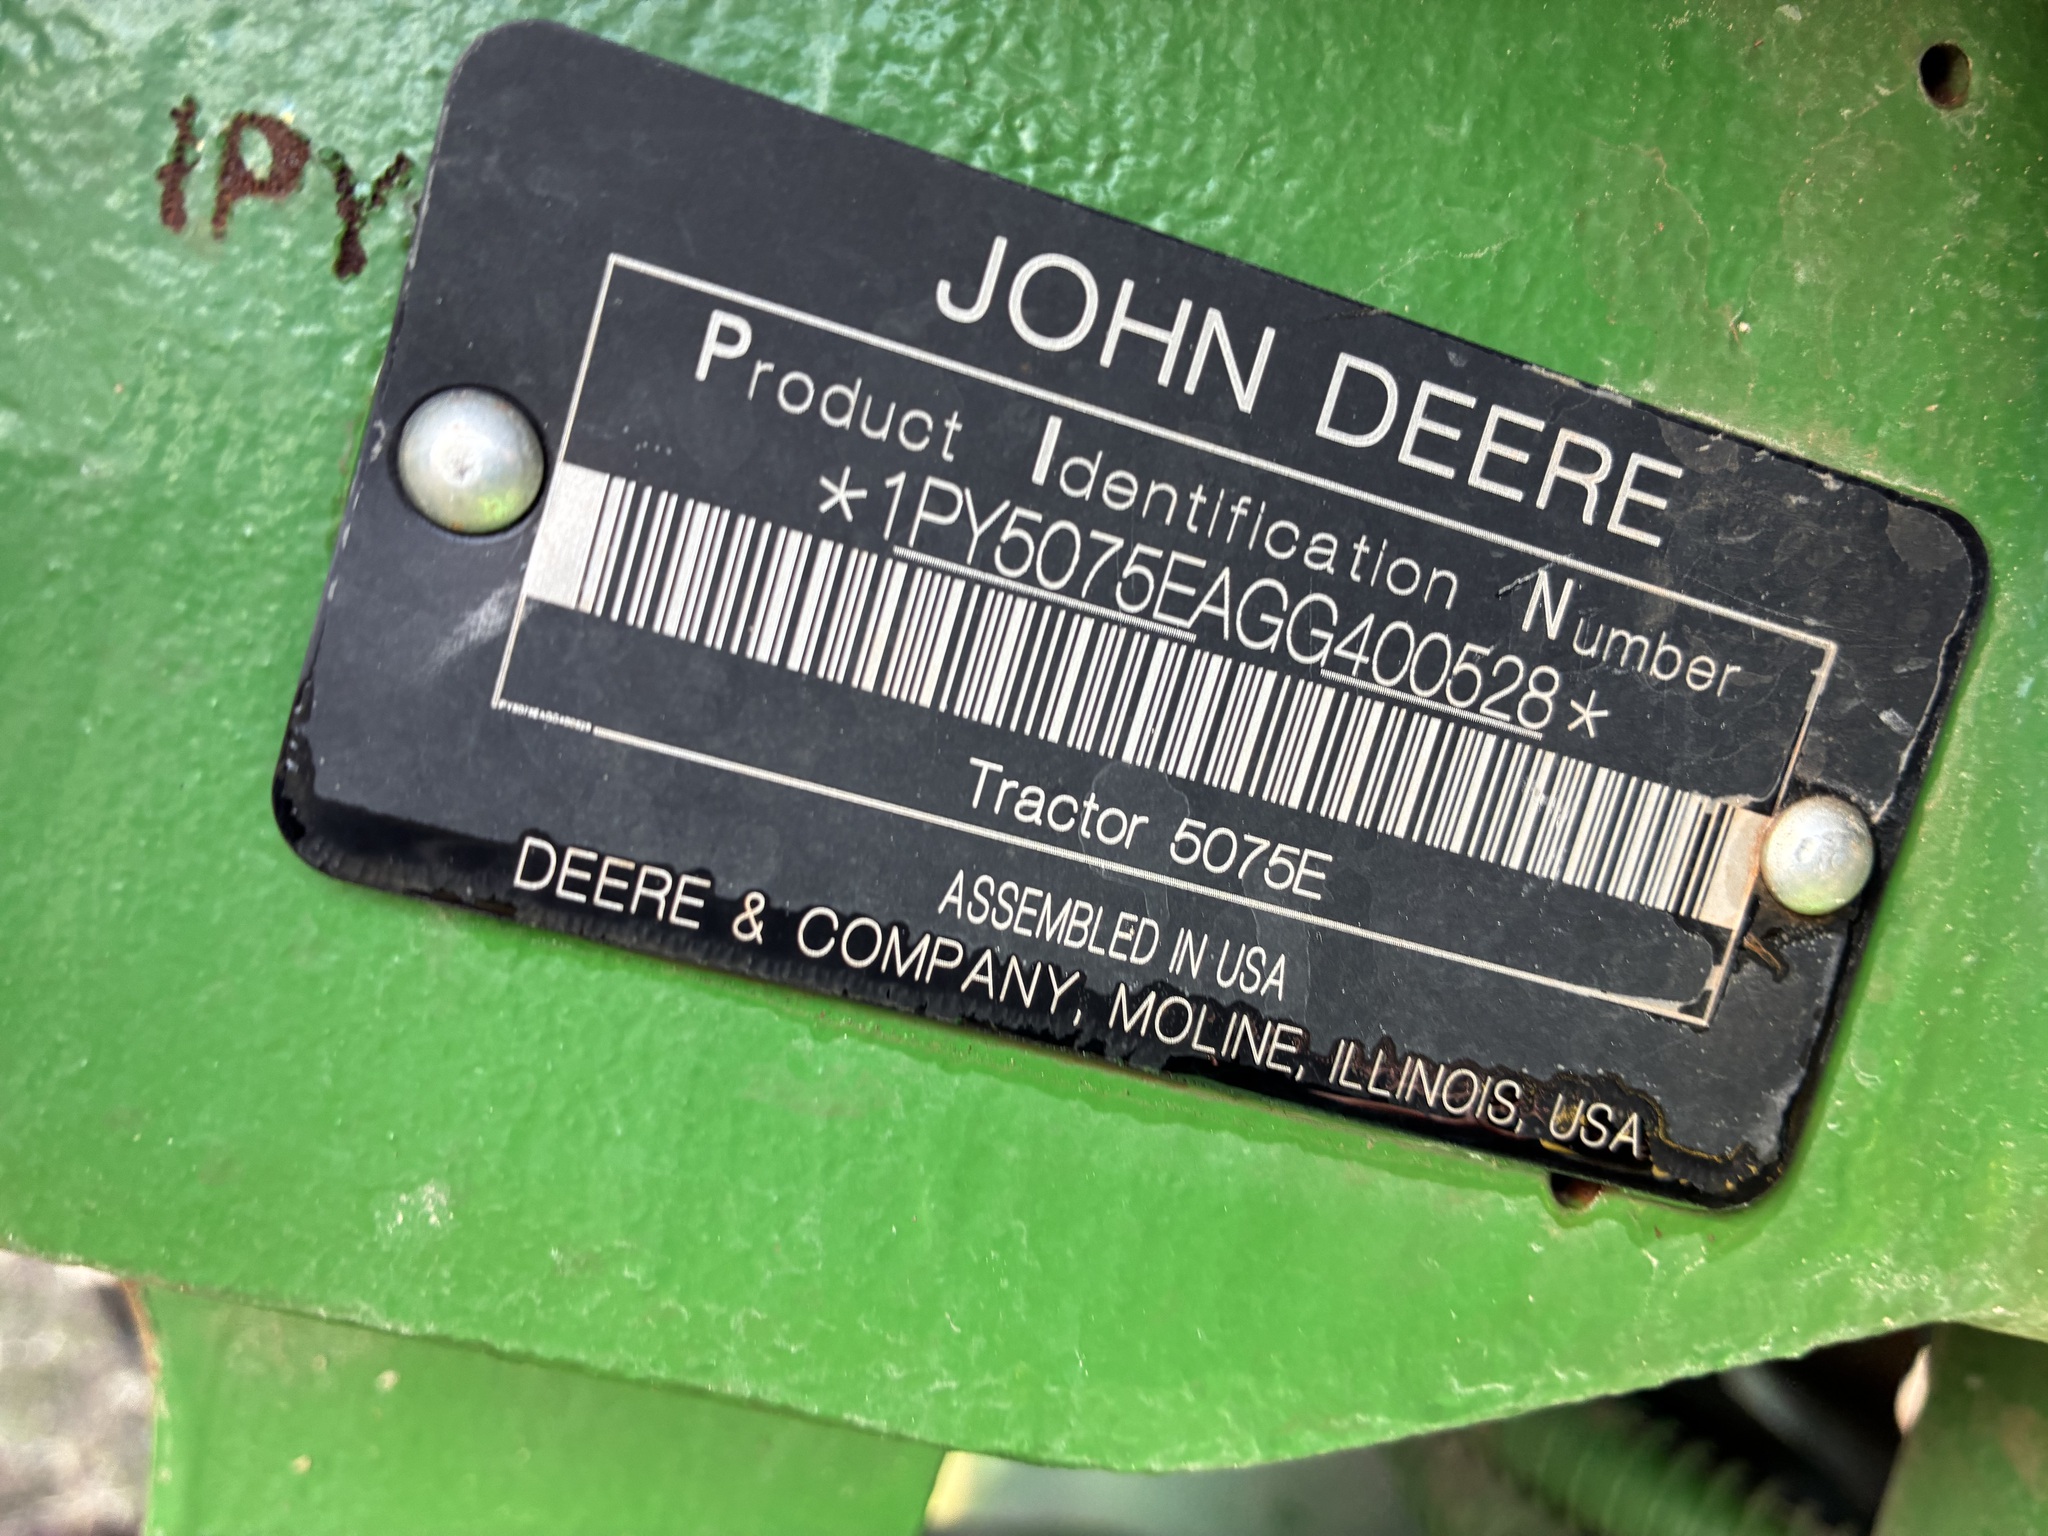 1PY
JOHN DEERE
Product Identification Number
*1PY5075EAGG400528*
Tractor 5075E
ASSEMBLED IN USA
DEERE & COMPANY, MOLINE, ILLINOIS, USA